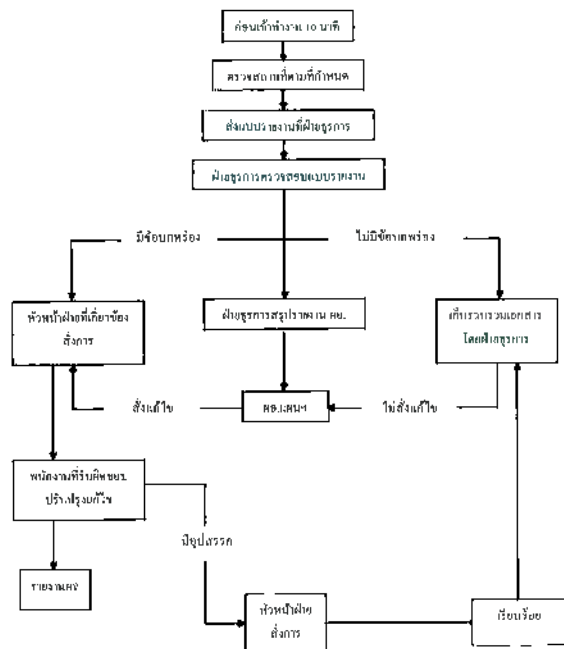 ก่อนเข้าทำงาน 10 นาที
ตรวจสถานที่ตามที่กำหนด
ส่งแบบรายงานที่ฝ่ายธุรการ
ฝ่ายธุรการตรวจสอบแบบรายงาน
มีข้อบกพร่อง
ไม่มีข้อบกพร่อง
หัวหน้าฝ่ายที่เกี่ยวข้อง
สั่งการ
ฝ่ายธุรการสรุปรายงาน ผอ.
เก็บรวบรวมเอกสาร
โดยฝ่ายธุรการ
สั่งแก้ไข
ไม่สั่งแก้ไข
พนักงานที่รับผิดชอบ
ปรับปรุงแก้ไข
มีอุปสรรค
รายงานผล
หัวหน้าฝ่าย
สั่งการ
เรียบร้อย